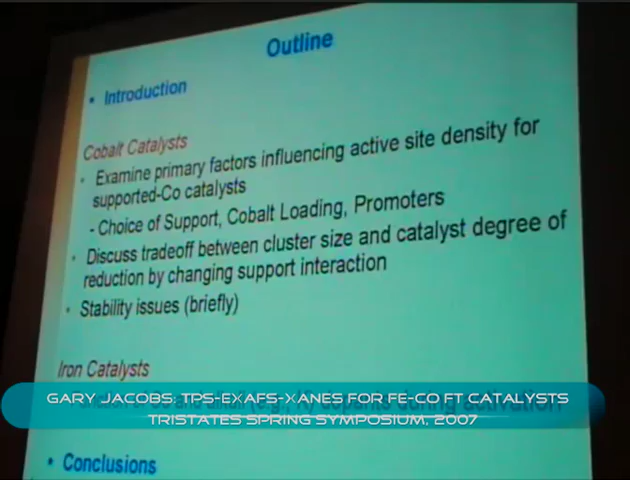 Outline
• Introduction
Cobalt Catalysts
• Examine primary factors influencing active site density for
supported-Co catalysts
- Choice of Support, Cobalt Loading, Promoters
• Discuss tradeoff between cluster size and catalyst degree of
reduction by changing support interaction
• Stability issues (briefly)
Iron Catalysts
GARY JACOBS: TPS-EXAFS-XANES FOR FE-CO FT CATALYSTS
TRISTATES SPRING SYMPOSIUM, 2007
• Conclusions